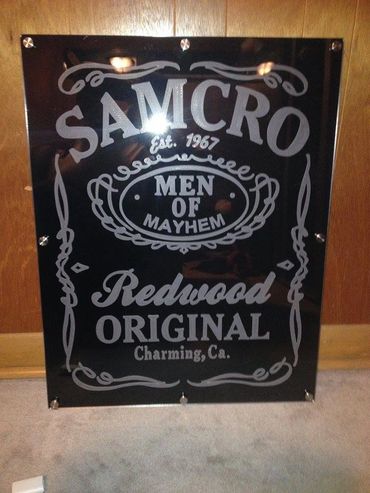 SAMCRO
Est. 1967
MEN
OF
MAYHEM
Redwood
ORIGINAL
Charming, Ca.